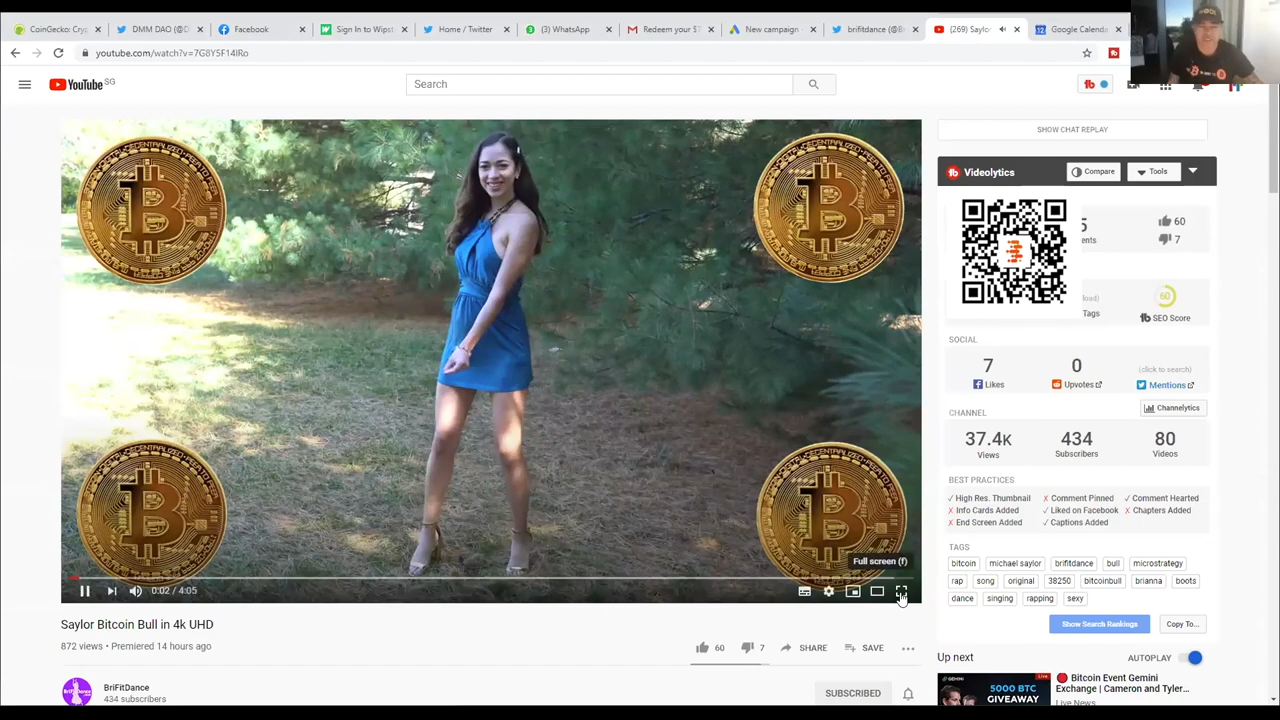 CoinGecko: Cryp
DMM DAO (@D
Facebook
Sign In to Wipst
Home / Twitter
(3) WhatsApp
Redeem your $
New campaign
brifitdance (@B
(269) Saylo
Google Calenda
youtube.com/watch?v=7G8Y5F14IRo
YouTube SG
Search
SHOW CHAT REPLAY
Videolytics
Compare
Tools
60
7
Tags
60
SEO Score
SOCIAL
7
Likes
0
Upvotes
(click to search)
Mentions
CHANNEL
Channelytics
37.4K
Views
434
Subscribers
80
Videos
BEST PRACTICES
✓ High Res. Thumbnail
✗ Comment Pinned
✓ Comment Hearted
✗ Info Cards Added
✓ Liked on Facebook
✗ Chapters Added
✗ End Screen Added
✓ Captions Added
TAGS
bitcoin
michael saylor
brifitdance
bull
microstrategy
rap
song
original
38250
bitcoinbull
brianna
boots
dance
singing
rapping
sexy
Show Search Rankings
Copy To...
Full screen (f)
0:02 / 4:05
Saylor Bitcoin Bull in 4k UHD
872 views • Premiered 14 hours ago
60
7
SHARE
SAVE
BriFitDance
434 subscribers
SUBSCRIBED
Up next
AUTOPLAY
Live
5000 BTC
GIVEAWAY
Bitcoin Event Gemini
Exchange | Cameron and Tyler...
Live News